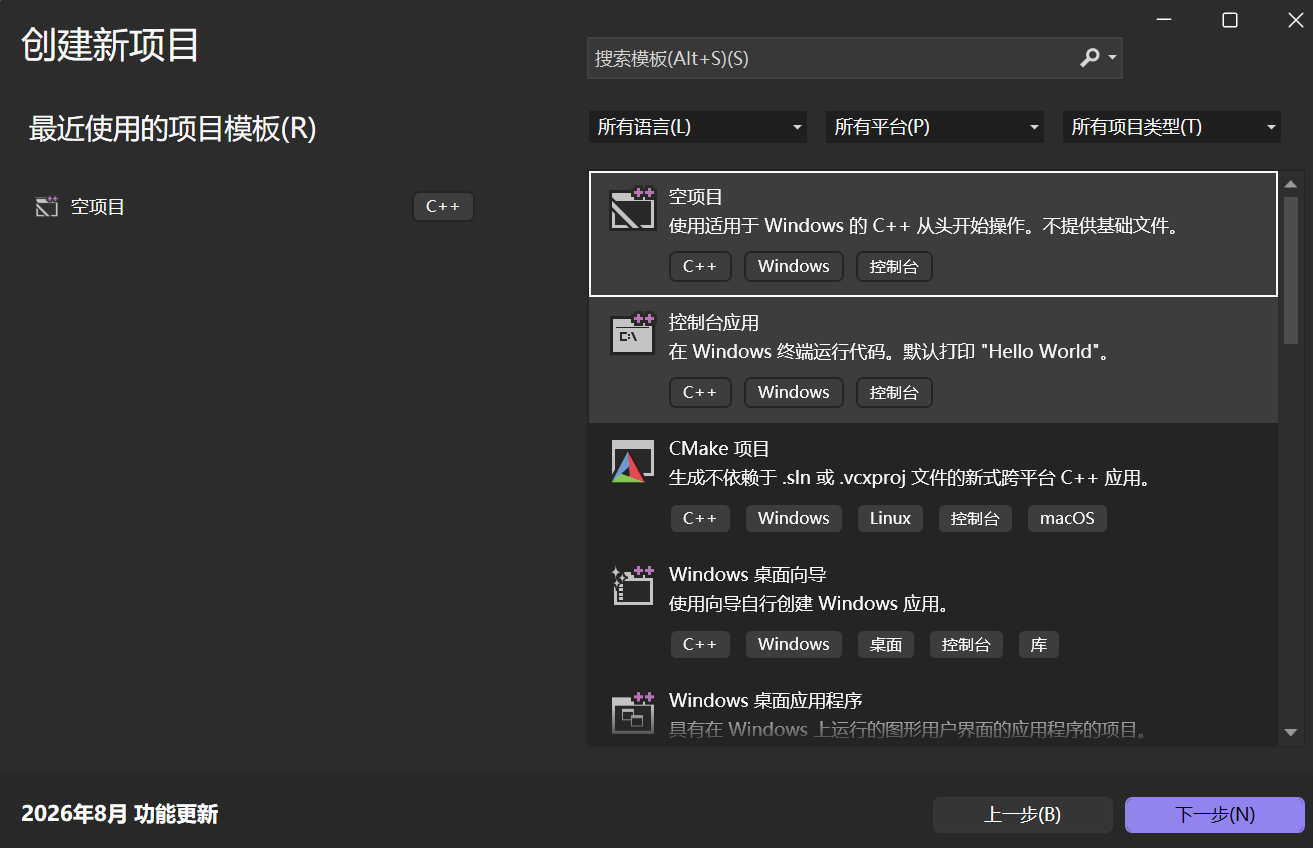 创建新项目
搜索模板(Alt+S)(S)
最近使用的项目模板(R)
所有语言(L)
所有平台(P)
所有项目类型(T)
空项目
C++
空项目
使用适用于 Windows 的 C++ 从头开始操作。不提供基础文件。
C++ Windows 控制台
控制台应用
C:\
在 Windows 终端运行代码。默认打印 "Hello World"。
C++ Windows 控制台
CMake 项目
生成不依赖于 .sln 或 .vcxproj 文件的新式跨平台 C++ 应用。
C++ Windows Linux 控制台 macOS
Windows 桌面向导
使用向导自行创建 Windows 应用。
C++ Windows 桌面 控制台 库
Windows 桌面应用程序
具有在 Windows 上运行的图形用户界面的应用程序的项目。
2026年8月 功能更新
上一步(B)
下一步(N)